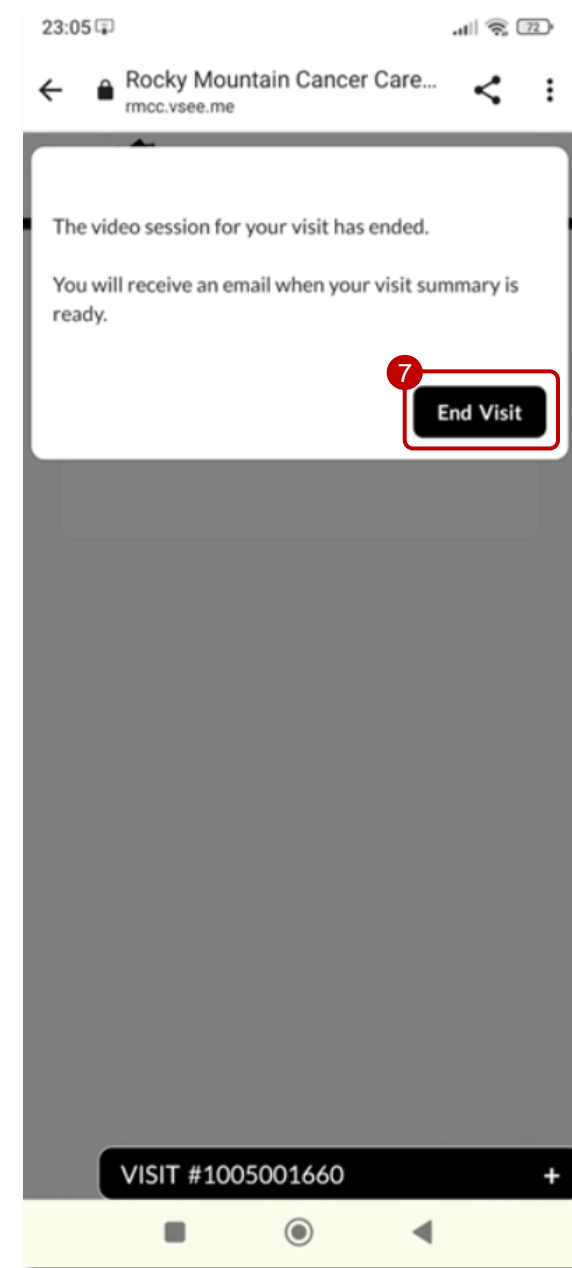 23:05
72
Rocky Mountain Cancer Care...
rmcc.vsee.me
The video session for your visit has ended.
You will receive an email when your visit summary is
ready.
7
End Visit
VISIT #1005001660 +